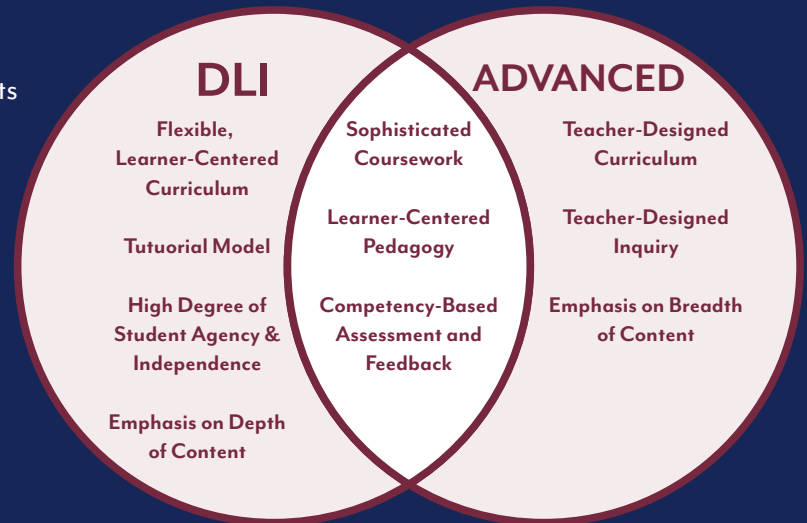 ts
DLI
Flexible,
Learner-Centered
Curriculum
Tutuorial Model
High Degree of
Student Agency &
Independence
Emphasis on Depth
of Content
Sophisticated
Coursework
Learner-Centered
Pedagogy
Competency-Based
Assessment and
Feedback
ADVANCED
Teacher-Designed
Curriculum
Teacher-Designed
Inquiry
Emphasis on Breadth
of Content